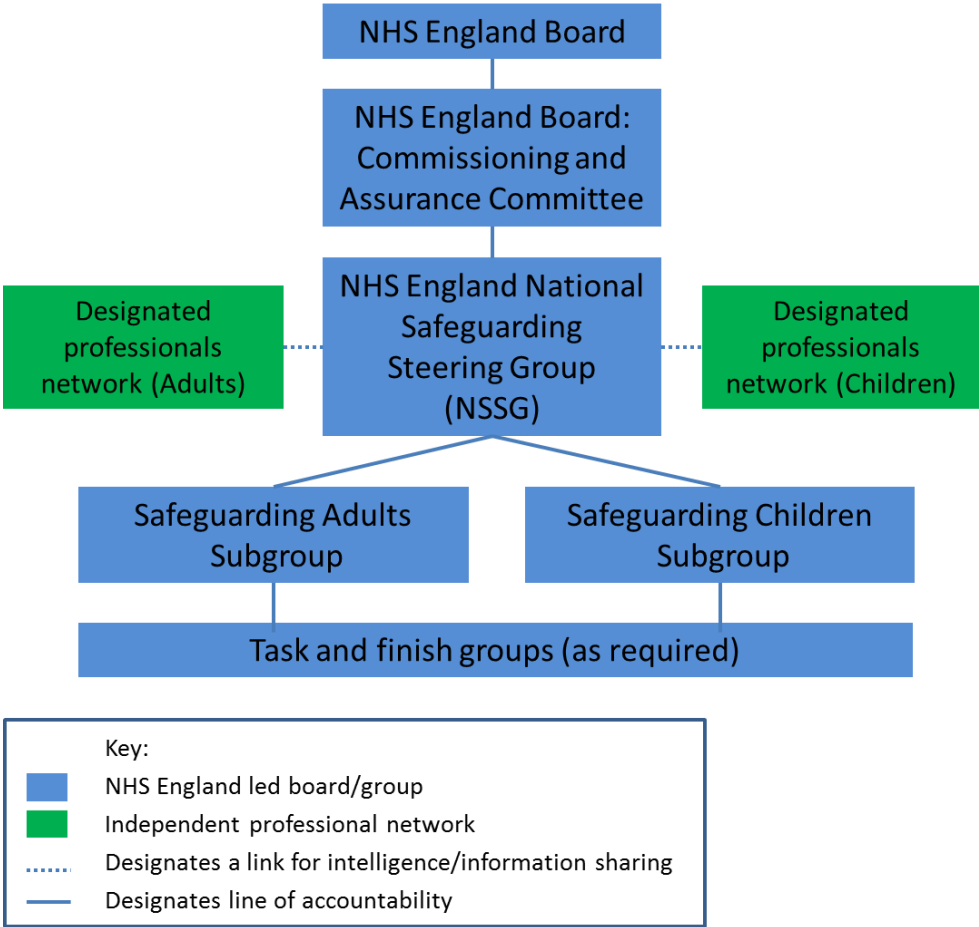 NHS England Board
NHS England Board:
Commissioning and
Assurance Committee
NHS England National
Safeguarding
Steering Group
(NSSG)
Designated
professionals
network (Adults)
Designated
professionals
network (Children)
Safeguarding Adults
Subgroup
Safeguarding Children
Subgroup
Task and finish groups (as required)
Key:
NHS England led board/group
Independent professional network
Designates a link for intelligence/information sharing
Designates line of accountability